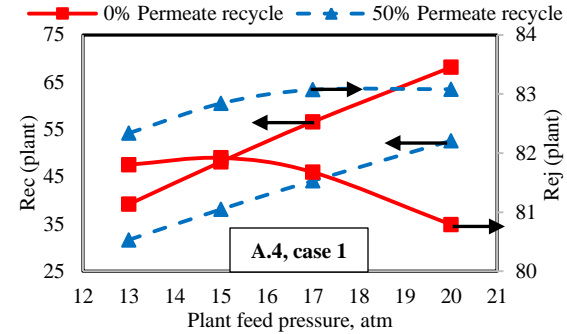 0% Permeate recycle 50% Permeate recycle
75 84
65 83
55 82
45
35 81
25 80
Rec (plant)
Rej (plant)
A.4, case 1
12 13 14 15 16 17 18 19 20 21
Plant feed pressure, atm